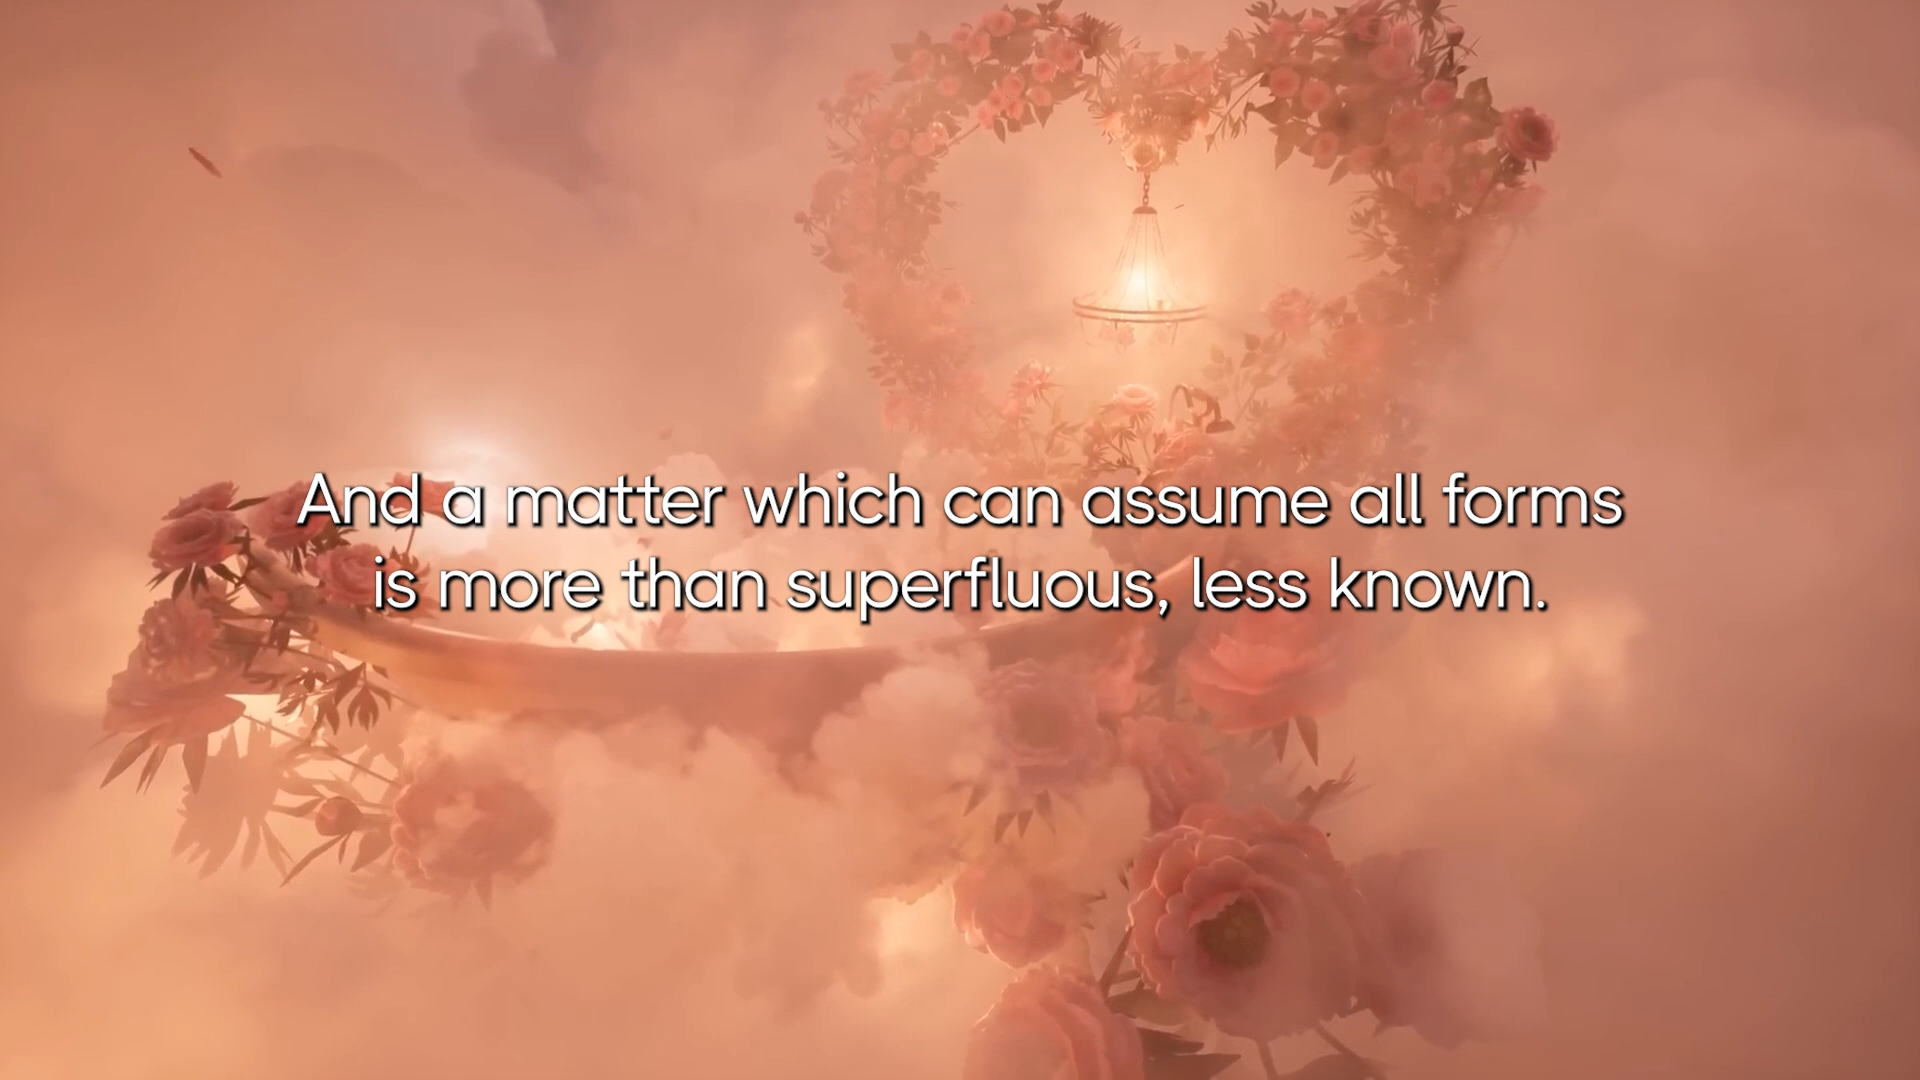 And a matter which can assume all forms
is more than superfluous, less known.